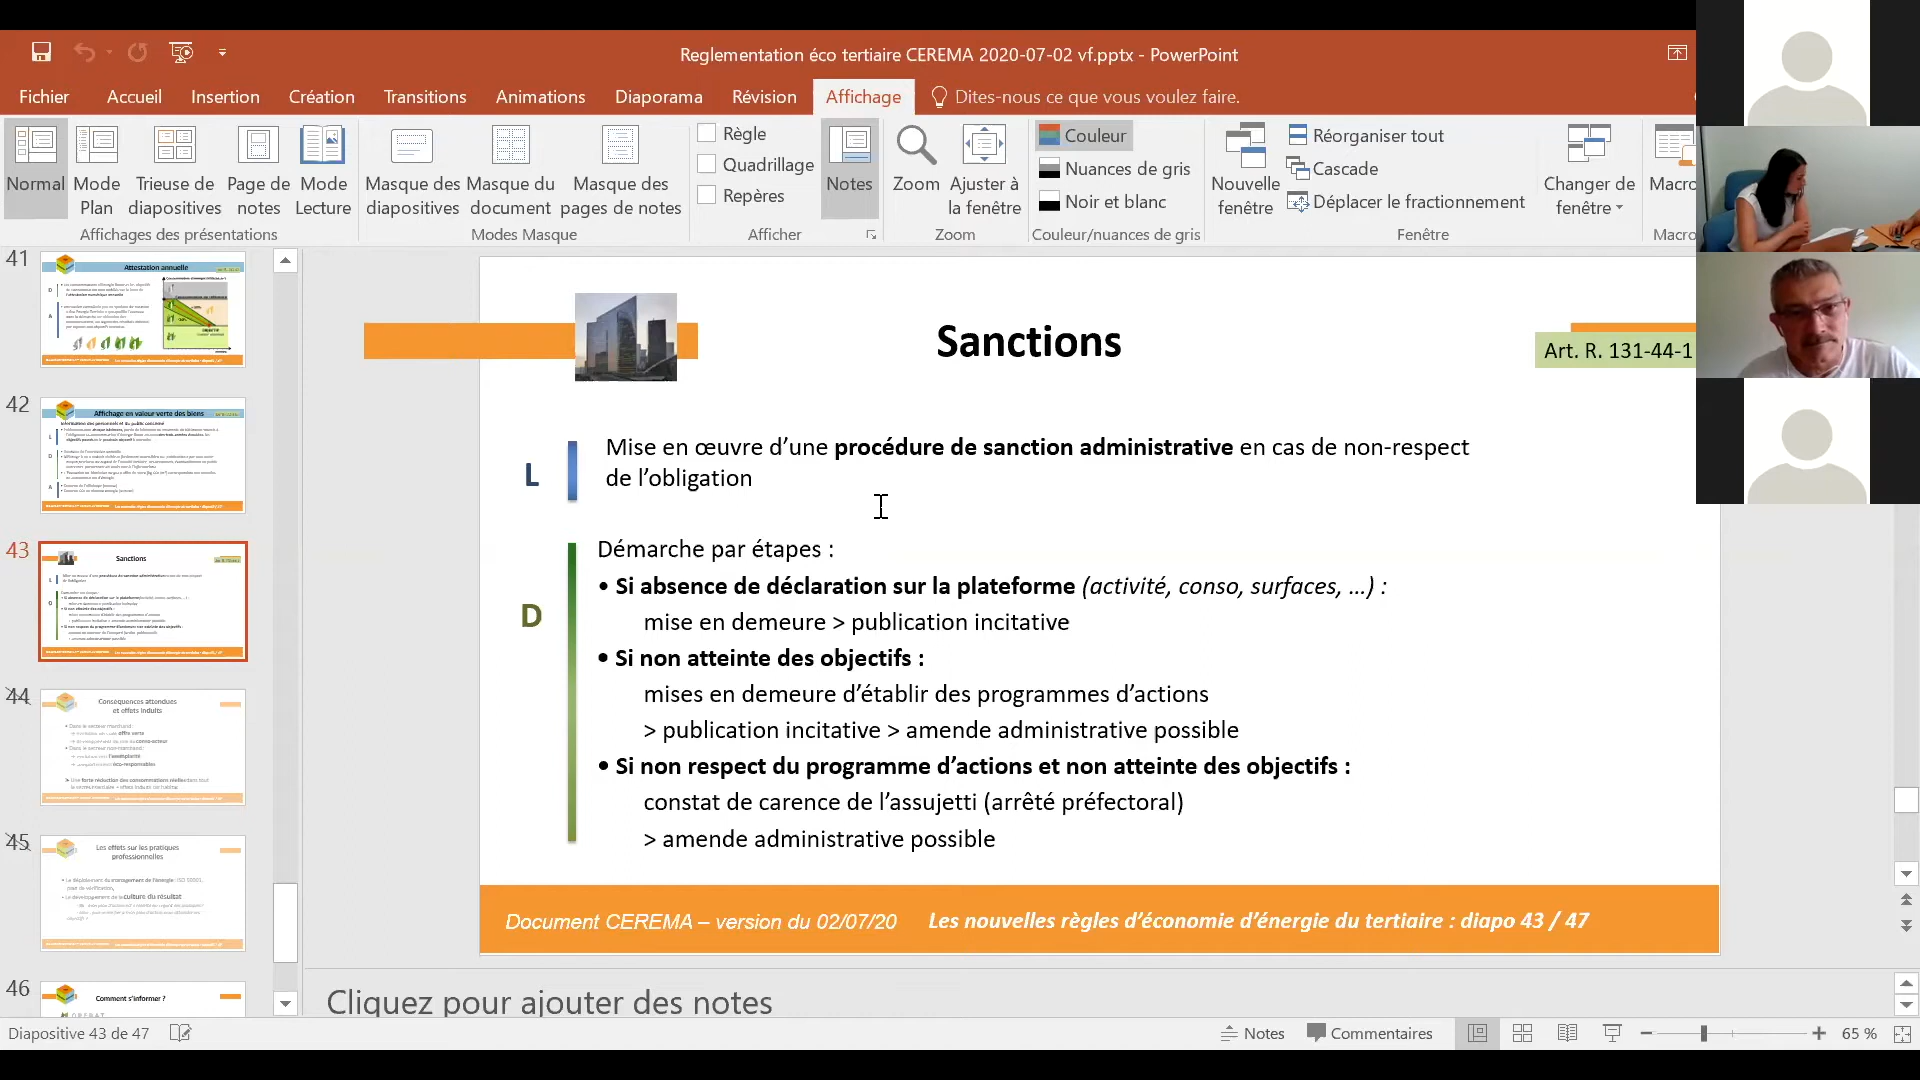 Reglementation éco tertiaire CEREMA 2020-07-02 vf.pptx - PowerPoint
Fichier Accueil Insertion Création Transitions Animations Diaporama Révision Affichage Dites-nous ce que vous voulez faire.
Normal
Mode Plan
Trieuse de diapositives
Page de notes
Mode Lecture
Affichages des présentations
Masque des diapositives
Masque du document
Masque des pages de notes
Modes Masque
Règle
Quadrillage
Repères
Afficher
Notes
Zoom
Ajuster à la fenêtre
Zoom
Couleur
Nuances de gris
Noir et blanc
Couleur/nuances de gris
Nouvelle fenêtre
Réorganiser tout
Cascade
Déplacer le fractionnement
Changer de fenêtre
Fenêtre
Macro
Macro
41
Attestation annuelle
42
Affichage en valeur verte des biens
43
Sanctions
44
Conséquences attendues
et effets induits
45
Les effets sur les pratiques
professionnelles
46
Comment s'informer ?
Sanctions
Art. R. 131-44-1
L
Mise en œuvre d'une procédure de sanction administrative en cas de non-respect
de l'obligation
D
Démarche par étapes :
• Si absence de déclaration sur la plateforme (activité, conso, surfaces, ...) :
mise en demeure > publication incitative
• Si non atteinte des objectifs :
mises en demeure d'établir des programmes d'actions
> publication incitative > amende administrative possible
• Si non respect du programme d'actions et non atteinte des objectifs :
constat de carence de l'assujetti (arrêté préfectoral)
> amende administrative possible
Document CEREMA – version du 02/07/20 Les nouvelles règles d'économie d'énergie du tertiaire : diapo 43 / 47
Cliquez pour ajouter des notes
Diapositive 43 de 47
Notes
Commentaires
65 %